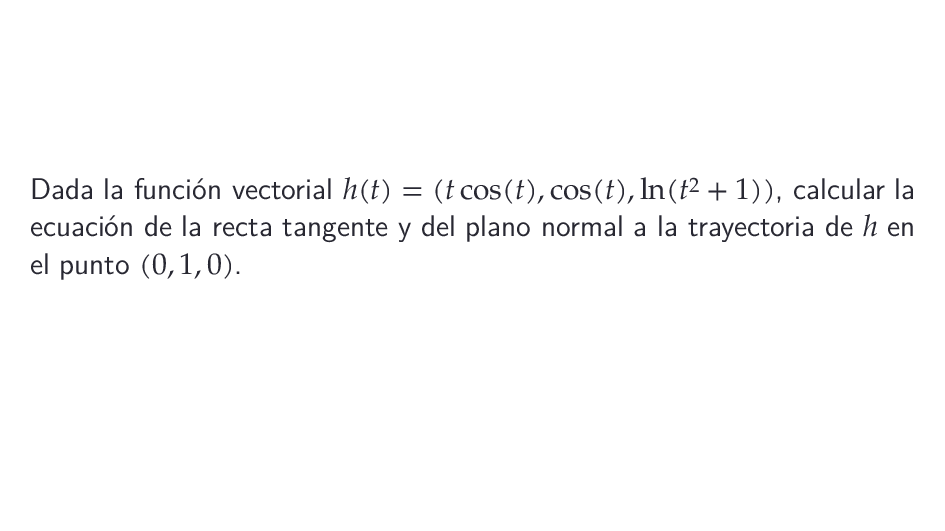 Dada la función vectorial h(t) = (t cos(t), cos(t), ln(t² + 1)), calcular la
ecuación de la recta tangente y del plano normal a la trayectoria de h en
el punto (0, 1, 0).